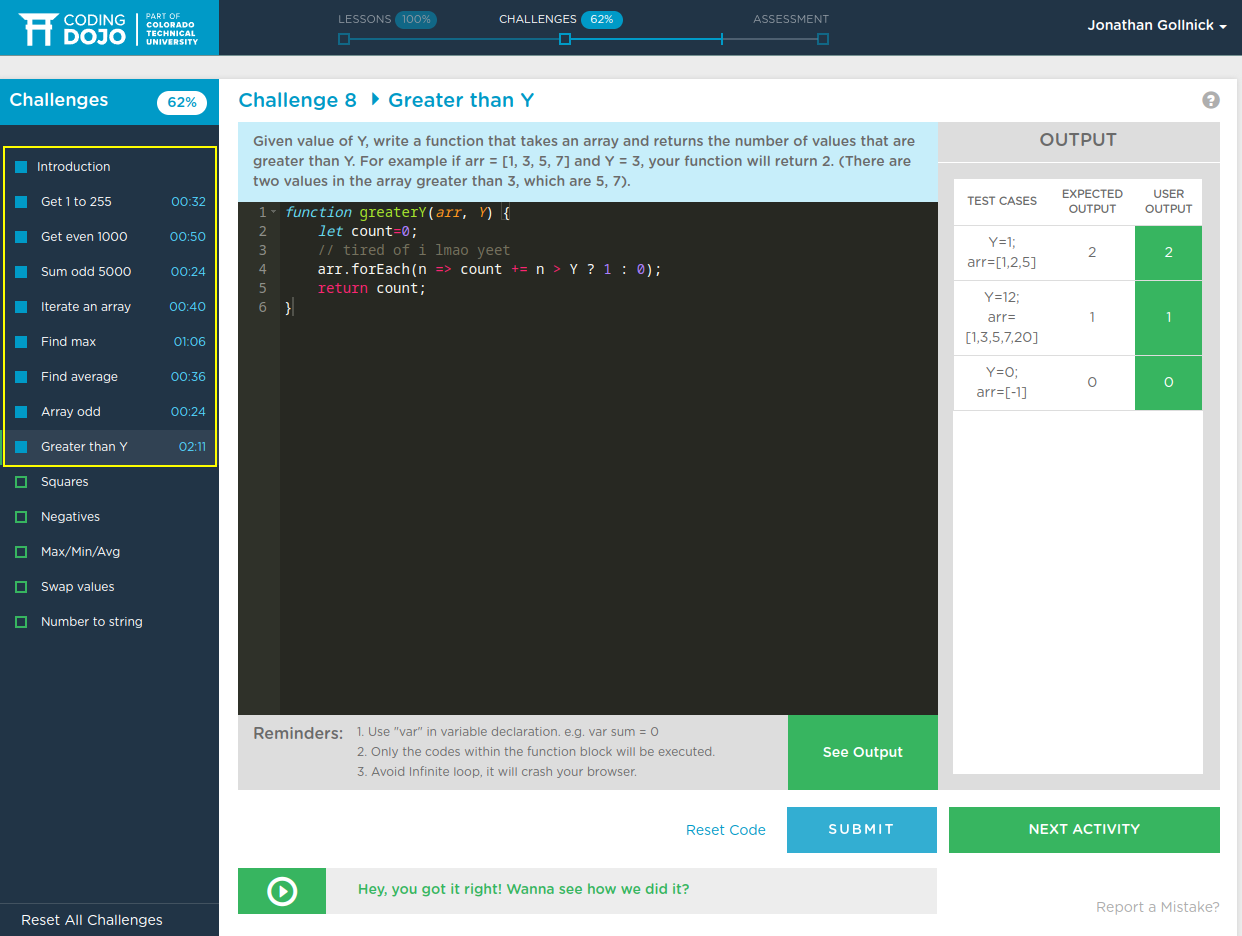 CODING
DOJO
PART OF
COLORADO
TECHNICAL
UNIVERSITY
LESSONS 100%
CHALLENGES 62%
ASSESSMENT
Jonathan Gollnick
Challenges 62%
Introduction
Get 1 to 255 00:32
Get even 1000 00:50
Sum odd 5000 00:24
Iterate an array 00:40
Find max 01:06
Find average 00:36
Array odd 00:24
Greater than Y 02:11
Squares
Negatives
Max/Min/Avg
Swap values
Number to string
Reset All Challenges
Challenge 8 Greater than Y
?
Given value of Y, write a function that takes an array and returns the number of values that are
greater than Y. For example if arr = [1, 3, 5, 7] and Y = 3, your function will return 2. (There are
two values in the array greater than 3, which are 5, 7).
1 function greaterY(arr, Y) {
2 let count=0;
3 // tired of i lmao yeet
4 arr.forEach(n => count += n > Y ? 1 : 0);
5 return count;
6 }
Reminders:
1. Use "var" in variable declaration. e.g. var sum = 0
2. Only the codes within the function block will be executed.
3. Avoid Infinite loop, it will crash your browser.
See Output
OUTPUT
TEST CASES
EXPECTED
OUTPUT
USER
OUTPUT
Y=1;
arr=[1,2,5]
2
2
Y=12;
arr=
[1,3,5,7,20]
1
1
Y=0;
arr=[-1]
0
0
Reset Code
SUBMIT
NEXT ACTIVITY
Hey, you got it right! Wanna see how we did it?
Report a Mistake?